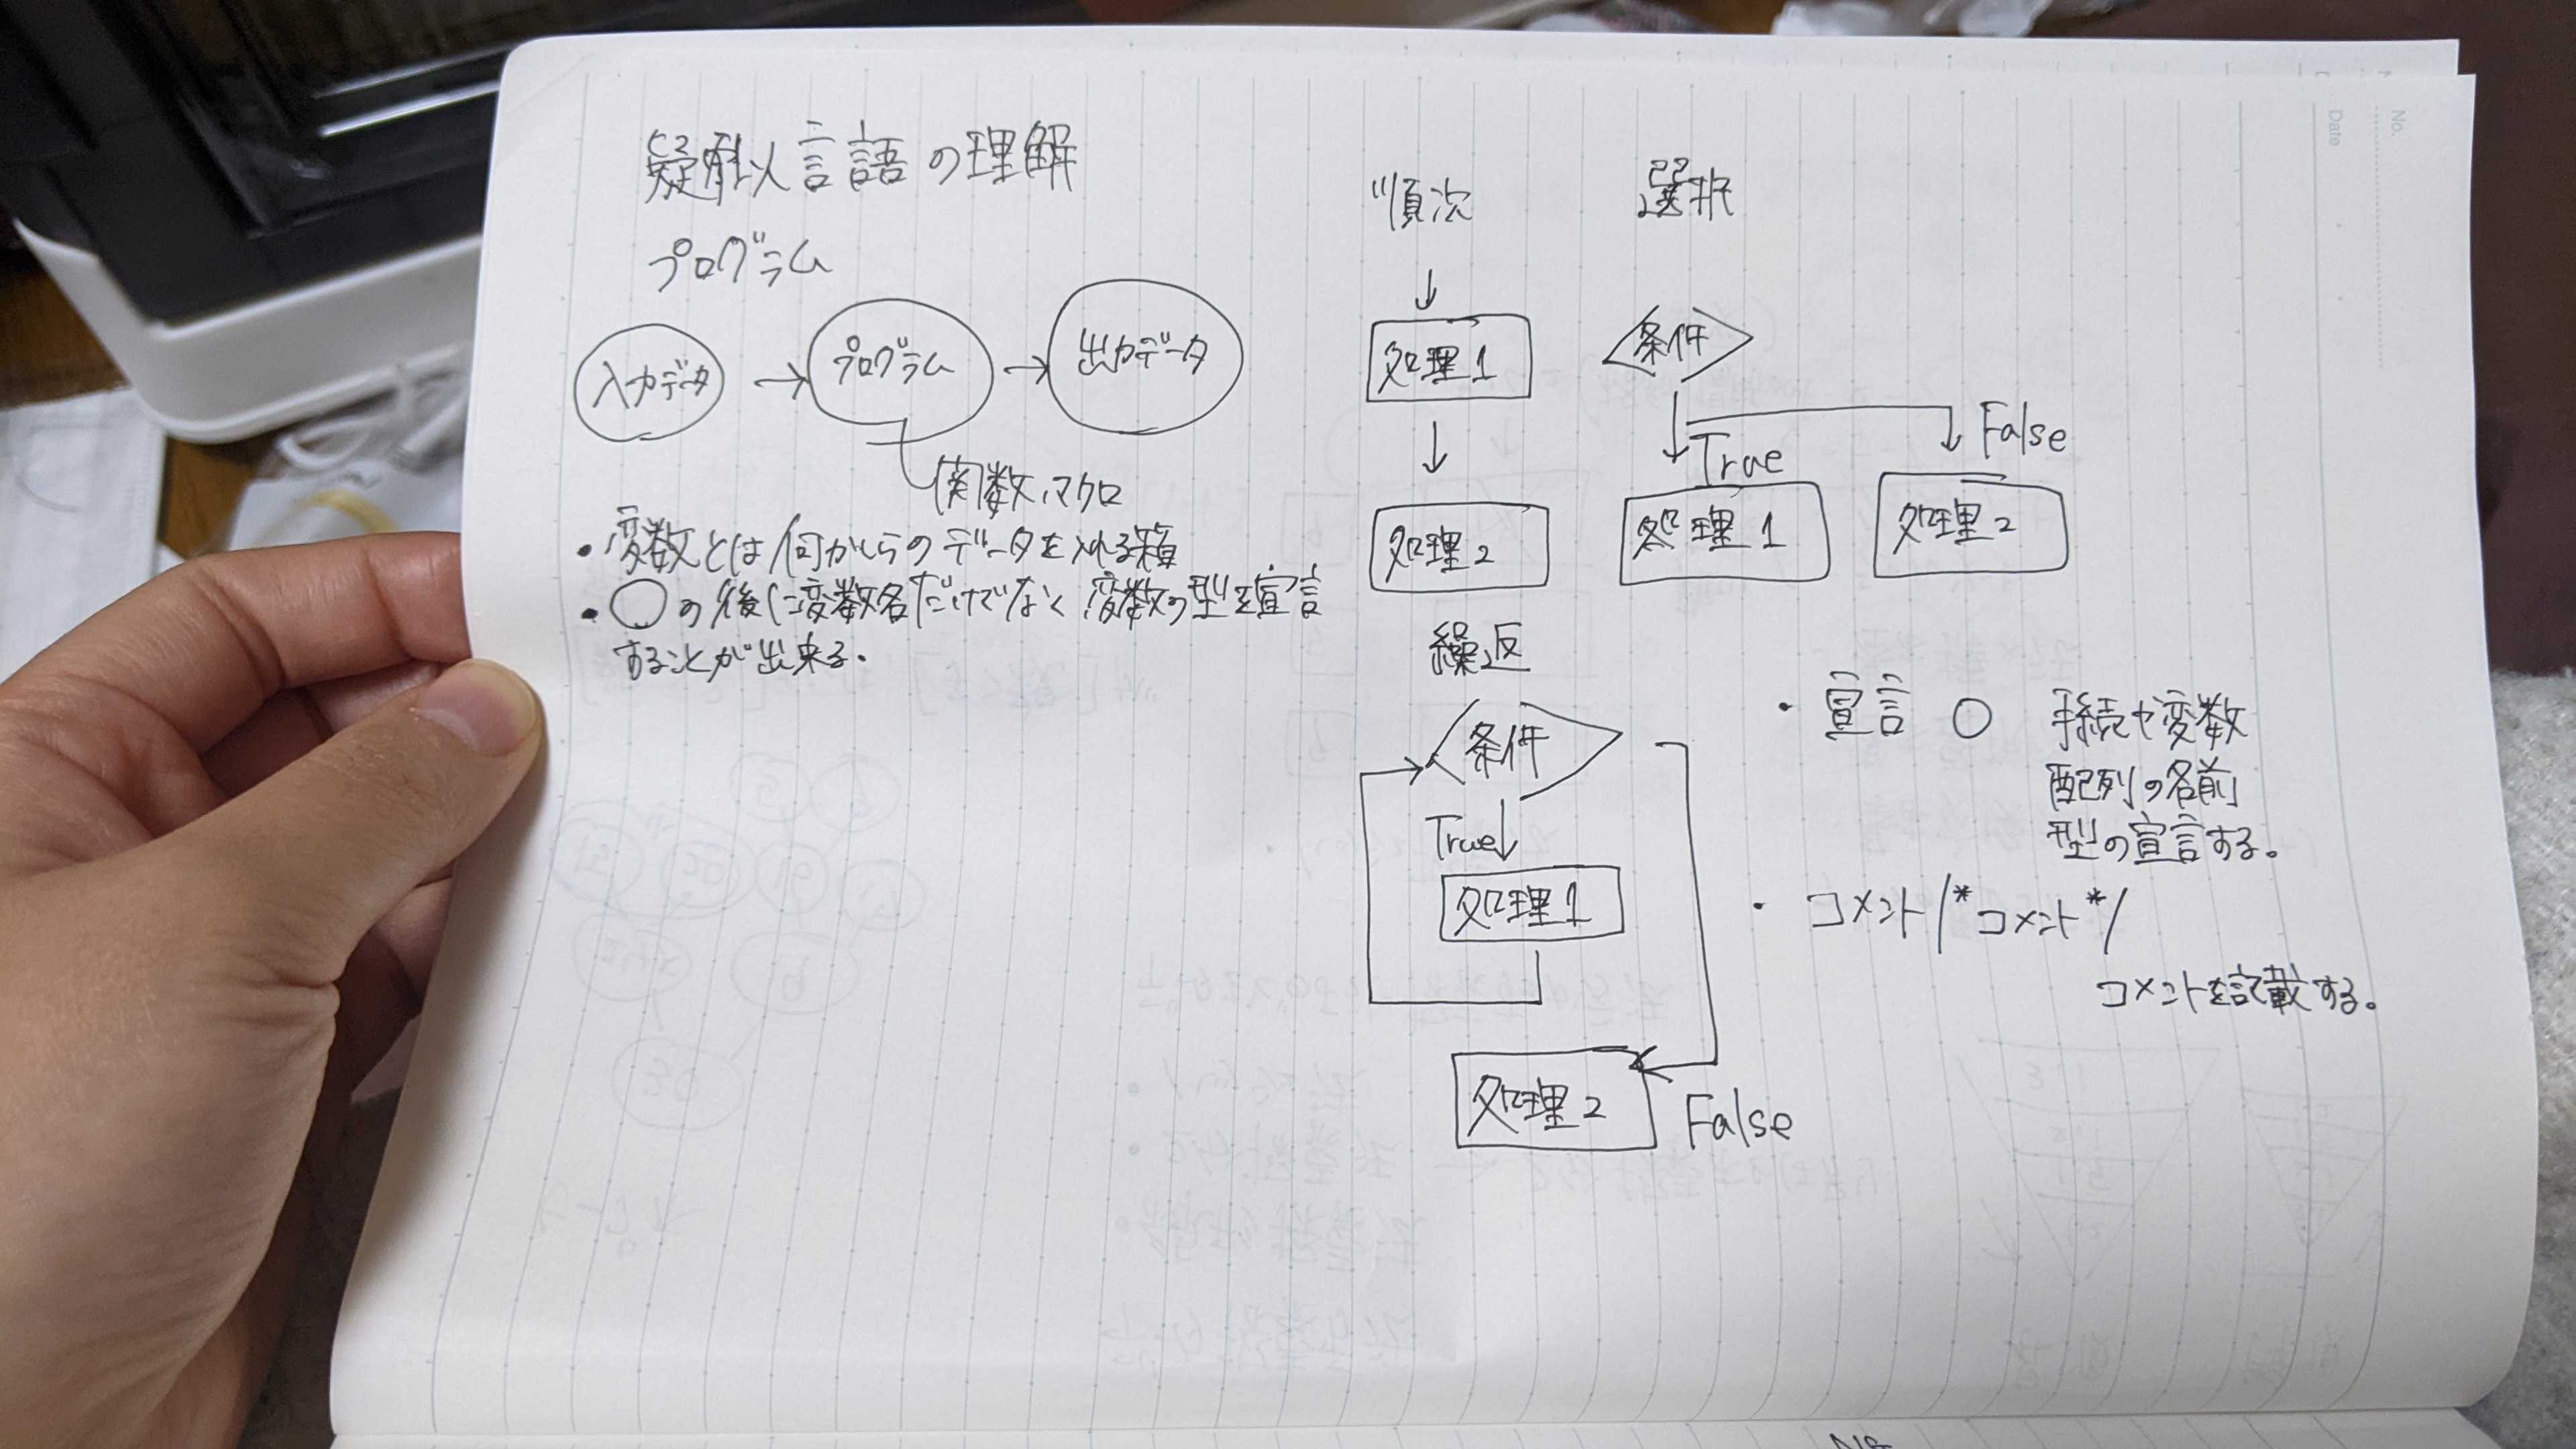 疑似言語の理解
プログラム
入力データ → プログラム → 出力データ
関数、マクロ
・変数とは何かしらのデータを入れる箱
・○の後に変数名だけでなく変数の型を宣言
することが出来る。
順次
↓
処理1
↓
処理2
選択
条件
True
False
処理1
処理2
繰返
条件
True
処理1
処理2
False
・宣言 ○ 手続や変数
配列の名前
型の宣言する。
・コメント /*コメント*/
コメントを記載する。
No.
Date